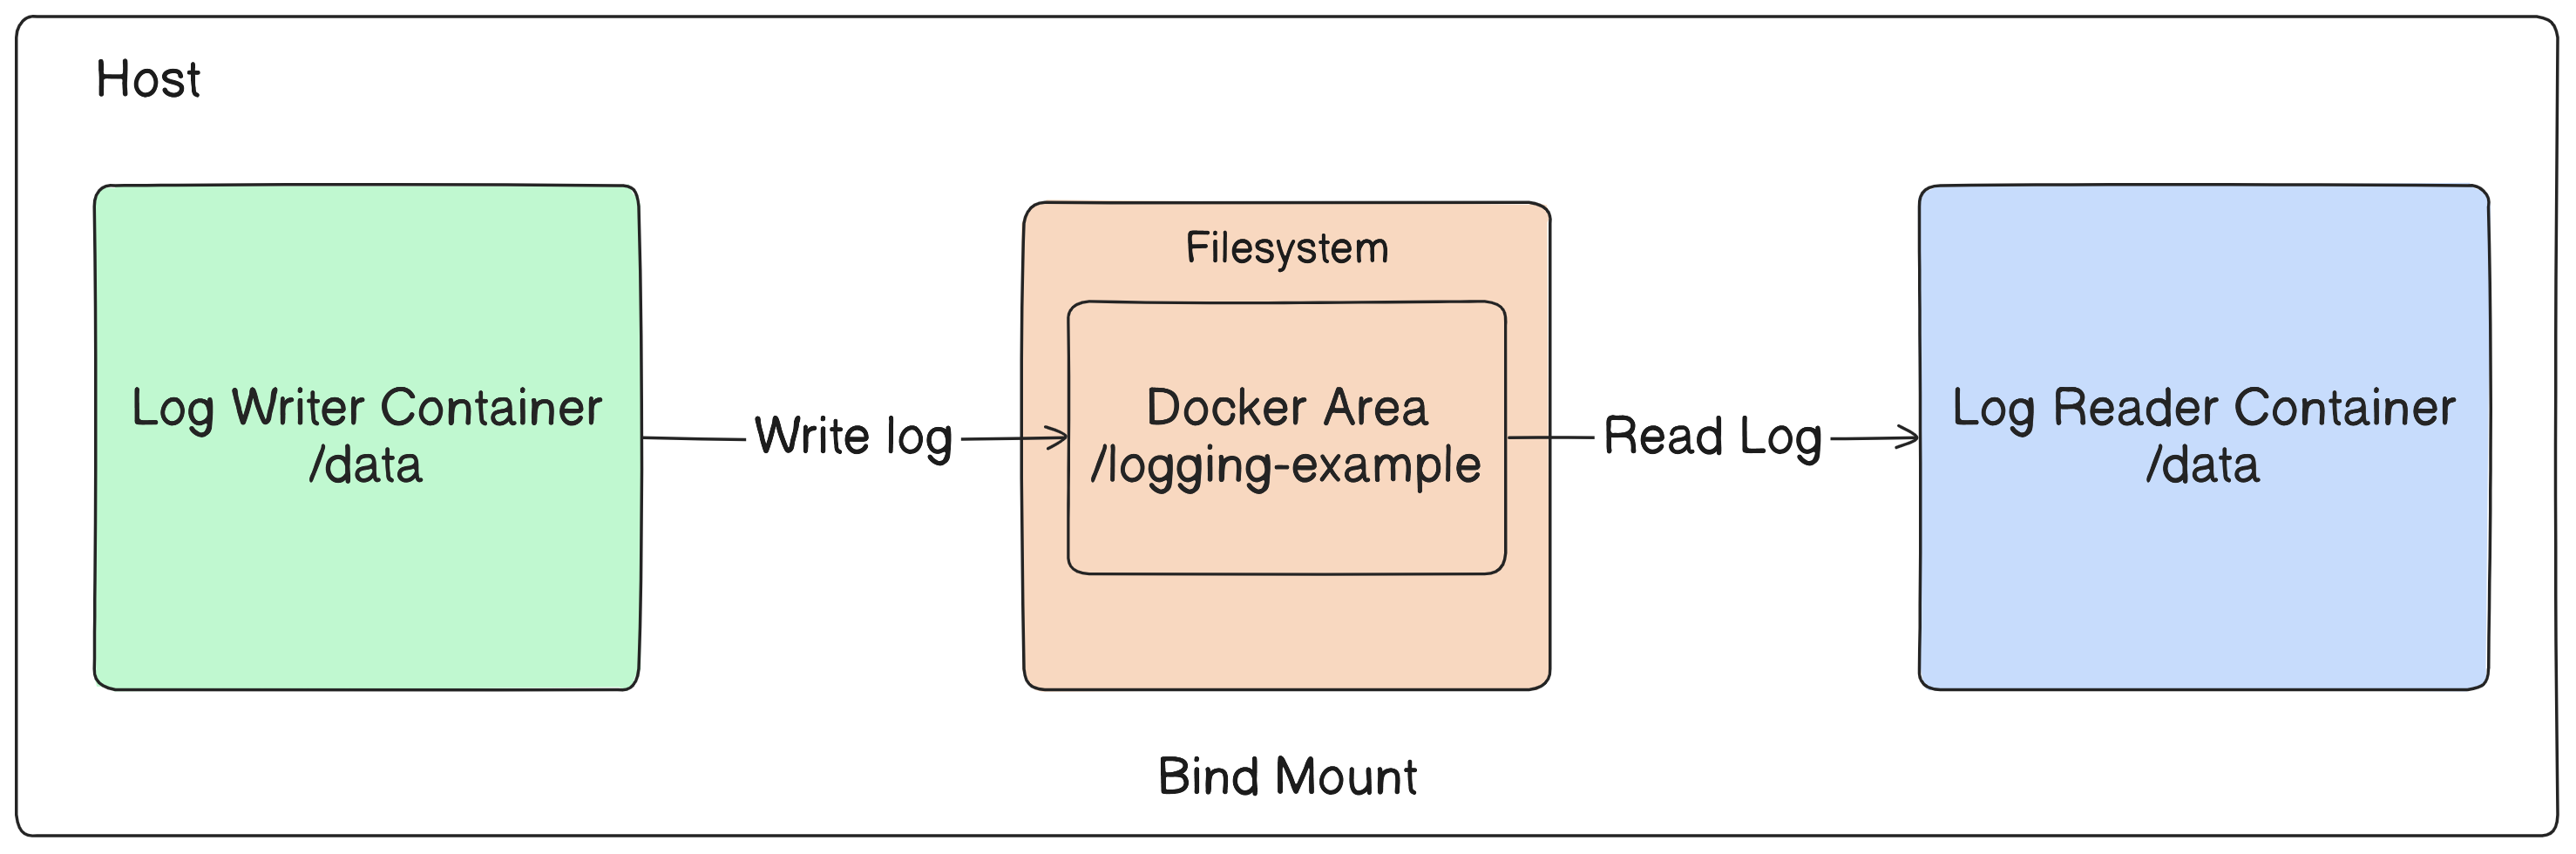 Host
Log Writer Container
/data
Write log
Filesystem
Docker Area
/logging-example
Read Log
Log Reader Container
/data
Bind Mount